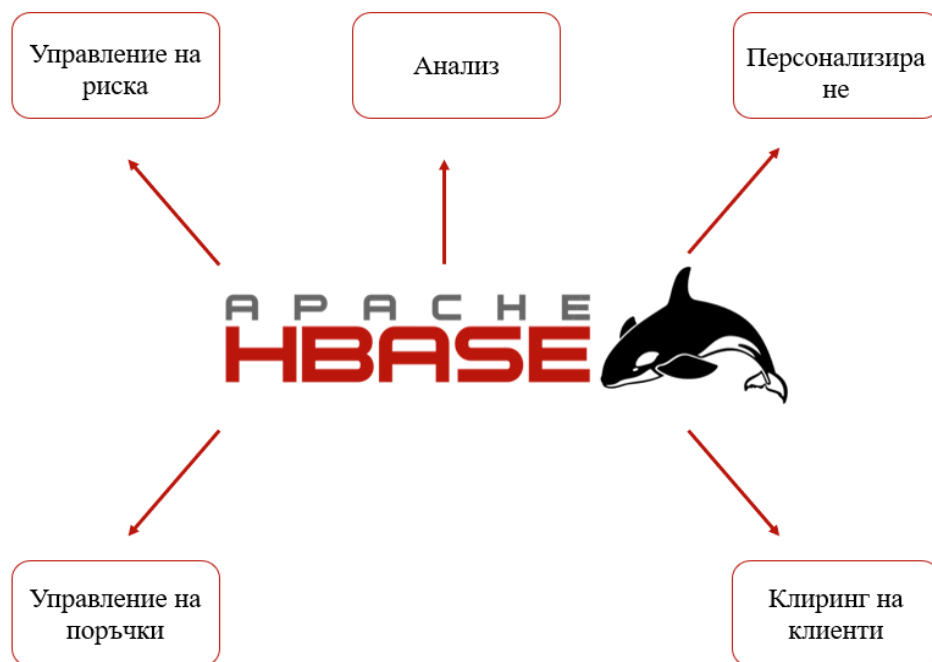 Управление на
риска
Анализ
Персонализира
не
APACHE
HBASE
Управление на
поръчки
Клиринг на
клиенти